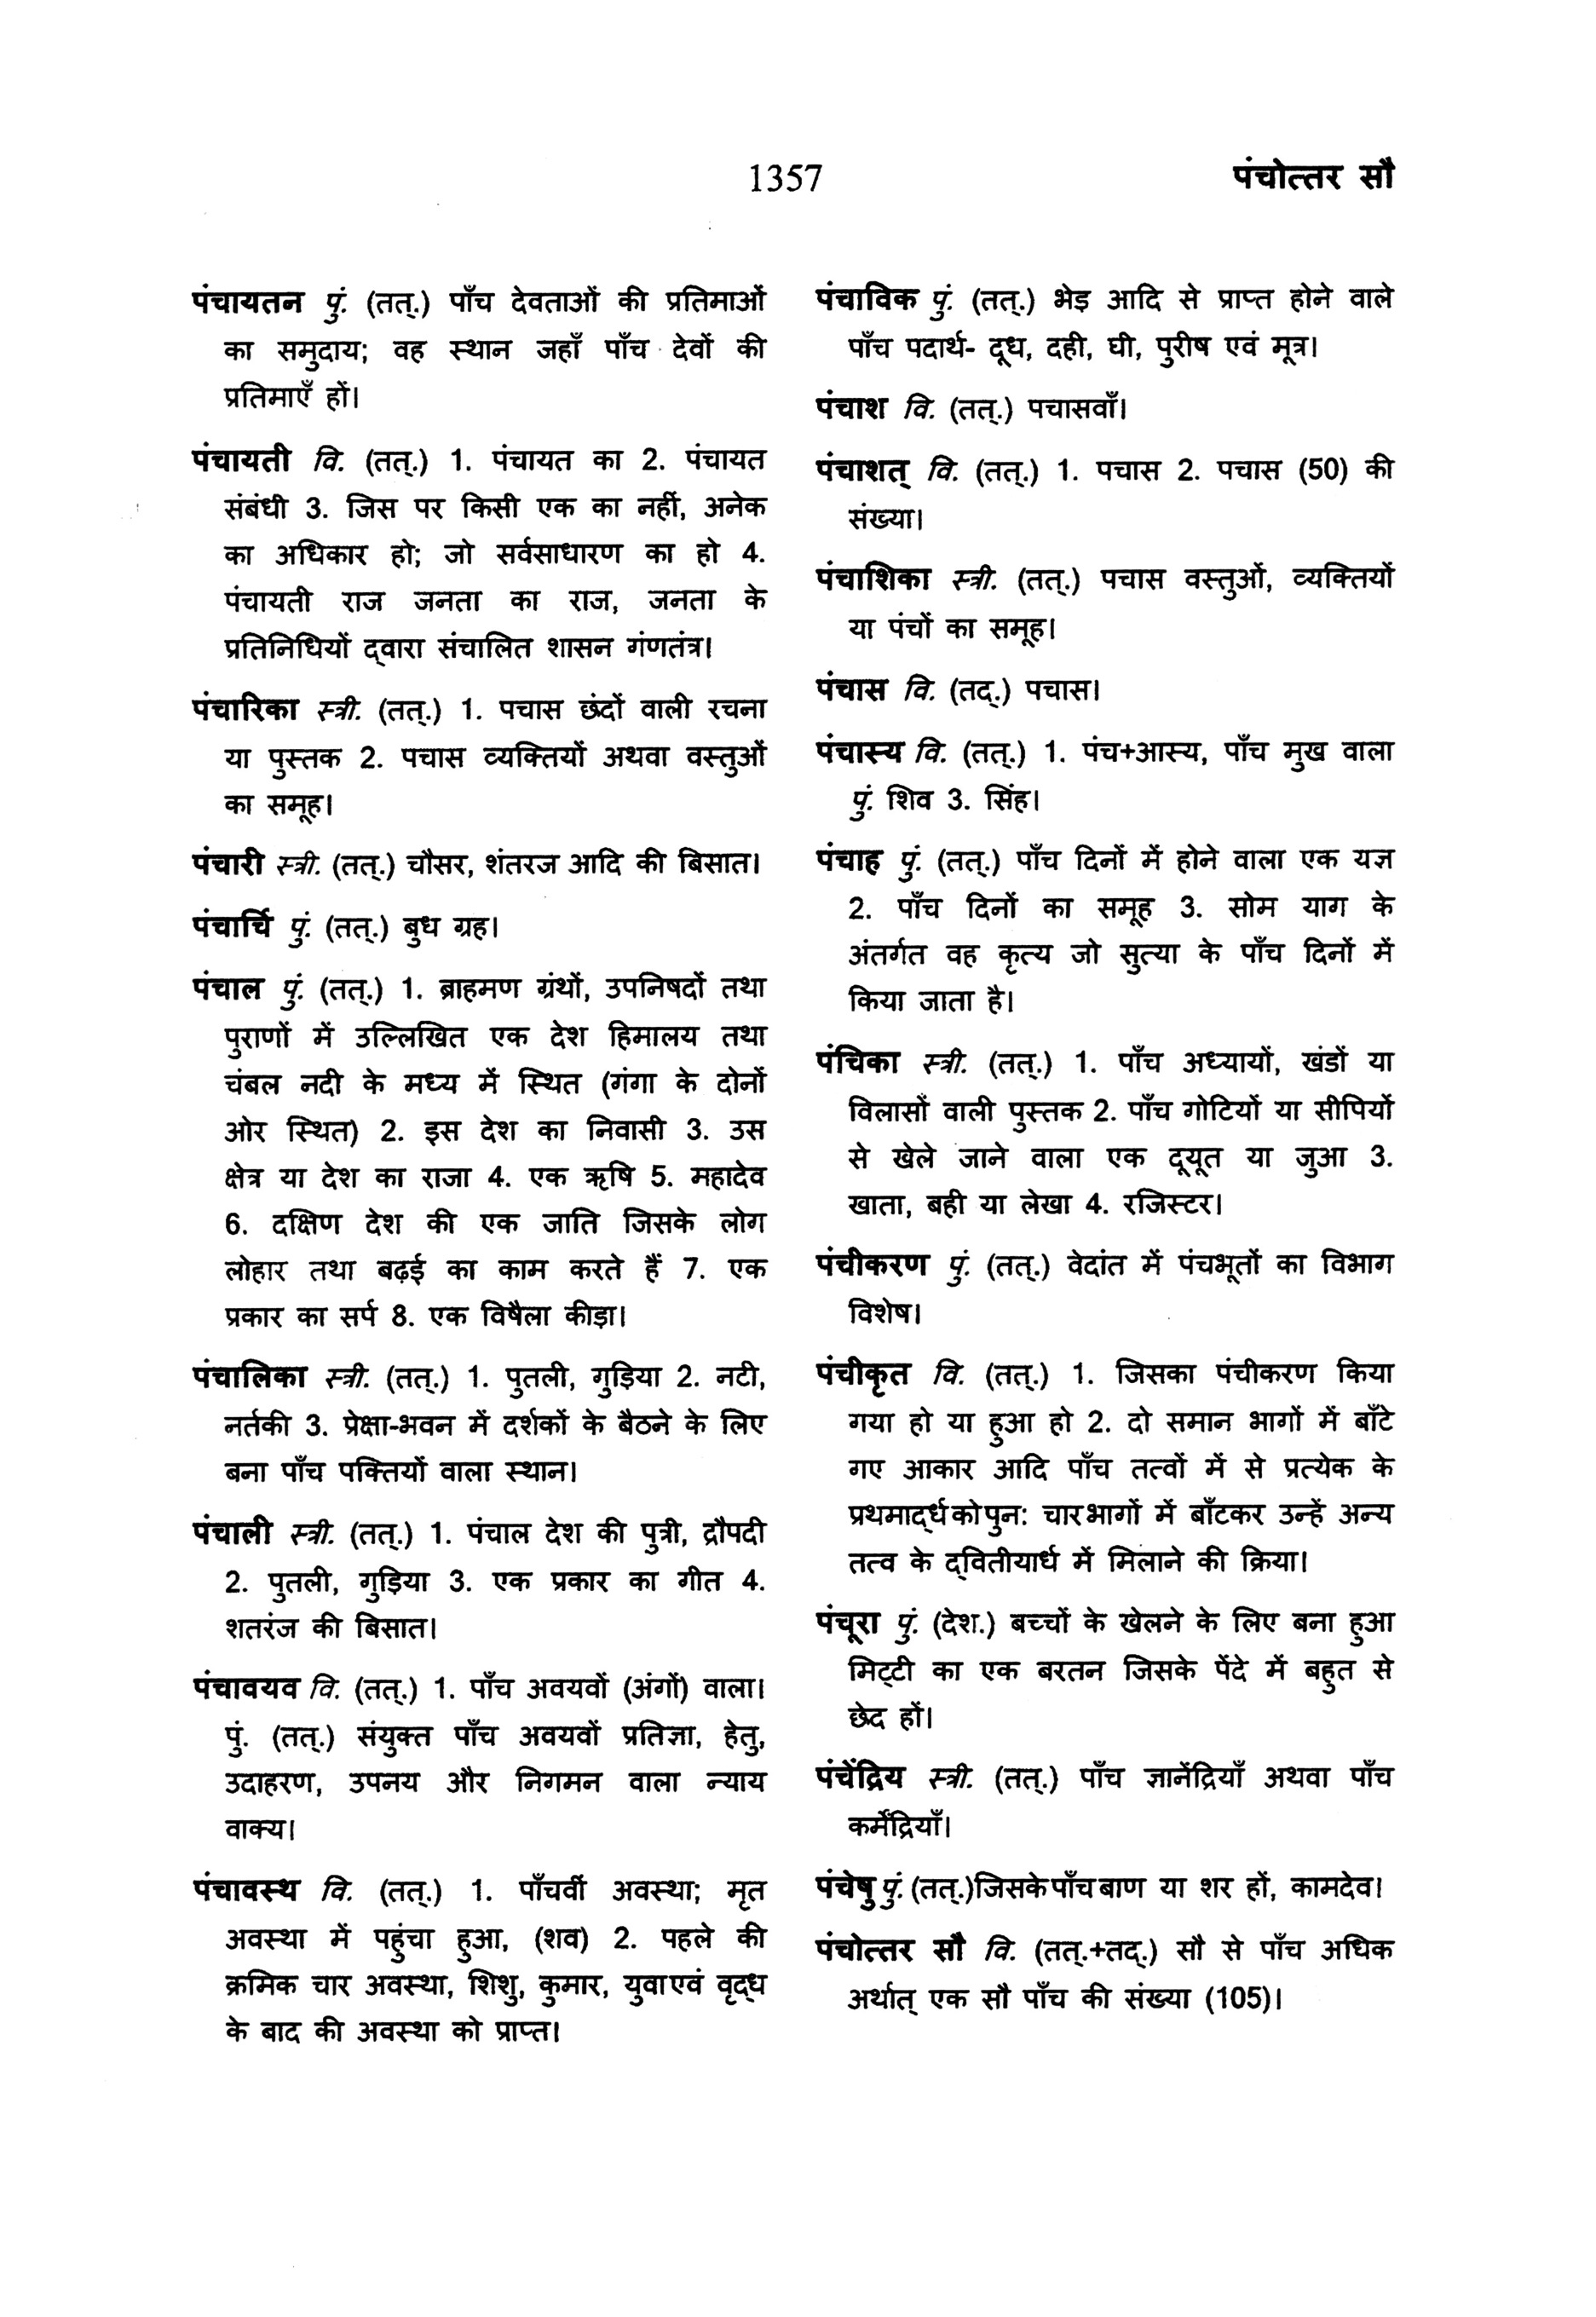 1357
पंचोत्तर सौ
पंचायतन पुं. (तत्.) पाँच देवताओं की प्रतिमाओं
का समुदाय; वह स्थान जहाँ पाँच देवों की
प्रतिमाएँ हों।
पंचायती वि. (तत्.) 1. पंचायत का 2. पंचायत
संबंधी 3. जिस पर किसी एक का नहीं, अनेक
का अधिकार हो; जो सर्वसाधारण का हो 4.
पंचायती राज जनता का राज, जनता के
प्रतिनिधियों द्वारा संचालित शासन गंणतंत्र।
पंचारिका स्त्री. (तत्.) 1. पचास छंदों वाली रचना
या पुस्तक 2. पचास व्यक्तियों अथवा वस्तुओं
का समूह।
पंचारी स्त्री. (तत्.) चौसर, शंतरज आदि की बिसात।
पंचार्चि पुं. (तत्.) बुध ग्रह।
पंचाल पुं. (तत्.) 1. ब्राहमण ग्रंथों, उपनिषदों तथा
पुराणों में उल्लिखित एक देश हिमालय तथा
चंबल नदी के मध्य में स्थित (गंगा के दोनों
ओर स्थित) 2. इस देश का निवासी 3. उस
क्षेत्र या देश का राजा 4. एक ऋषि 5. महादेव
6. दक्षिण देश की एक जाति जिसके लोग
लोहार तथा बढ़ई का काम करते हैं 7. एक
प्रकार का सर्प 8. एक विषैला कीड़ा।
पंचालिका स्त्री. (तत्.) 1. पुतली, गुड़िया 2. नटी,
नर्तकी 3. प्रेक्षा-भवन में दर्शकों के बैठने के लिए
बना पाँच पक्तियों वाला स्थान।
पंचाली स्त्री. (तत्.) 1. पंचाल देश की पुत्री, द्रौपदी
2. पुतली, गुड़िया 3. एक प्रकार का गीत 4.
शतरंज की बिसात।
पंचावयव वि. (तत्.) 1. पाँच अवयवों (अंगों) वाला।
पुं. (तत्.) संयुक्त पाँच अवयवों प्रतिज्ञा, हेतु,
उदाहरण, उपनय और निगमन वाला न्याय
वाक्य।
पंचावस्थ वि. (तत्.) 1. पाँचवीं अवस्था; मृत
अवस्था में पहुंचा हुआ, (शव) 2. पहले की
क्रमिक चार अवस्था, शिशु, कुमार, युवा एवं वृद्ध
के बाद की अवस्था को प्राप्त।
पंचाविक पुं. (तत्.) भेड़ आदि से प्राप्त होने वाले
पाँच पदार्थ- दूध, दही, घी, पुरीष एवं मूत्र।
पंचाश वि. (तत्.) पचासवाँ।
पंचाशत् वि. (तत्.) 1. पचास 2. पचास (50) की
संख्या।
पंचाशिका स्त्री. (तत्.) पचास वस्तुओं, व्यक्तियों
या पंचों का समूह।
पंचास वि. (तद्.) पचास।
पंचास्य वि. (तत्.) 1. पंच+आस्य, पाँच मुख वाला
पुं. शिव 3. सिंह।
पंचाह पुं. (तत्.) पाँच दिनों में होने वाला एक यज्ञ
2. पाँच दिनों का समूह 3. सोम याग के
अंतर्गत वह कृत्य जो सुत्या के पाँच दिनों में
किया जाता है।
पंचिका स्त्री. (तत्.) 1. पाँच अध्यायों, खंडों या
विलासों वाली पुस्तक 2. पाँच गोटियों या सीपियों
से खेले जाने वाला एक दूयूत या जुआ 3.
खाता, बही या लेखा 4. रजिस्टर।
पंचीकरण पुं. (तत्.) वेदांत में पंचभूतों का विभाग
विशेष।
पंचीकृत वि. (तत्.) 1. जिसका पंचीकरण किया
गया हो या हुआ हो 2. दो समान भागों में बाँटे
गए आकार आदि पाँच तत्वों में से प्रत्येक के
प्रथमार्द्ध को पुन: चार भागों में बाँटकर उन्हें अन्य
तत्व के द्वितीयार्ध में मिलाने की क्रिया।
पंचूरा पुं. (देश.) बच्चों के खेलने के लिए बना हुआ
मिट्टी का एक बरतन जिसके पेंदे में बहुत से
छेद हों।
पंचेंद्रिय स्त्री. (तत्.) पाँच ज्ञानेंद्रियाँ अथवा पाँच
कर्मेंद्रियाँ।
पंचेषु पुं. (तत्.)जिसके पाँच बाण या शर हों, कामदेव।
पंचोत्तर सौ वि. (तत्.+तद्.) सौ से पाँच अधिक
अर्थात् एक सौ पाँच की संख्या (105)।